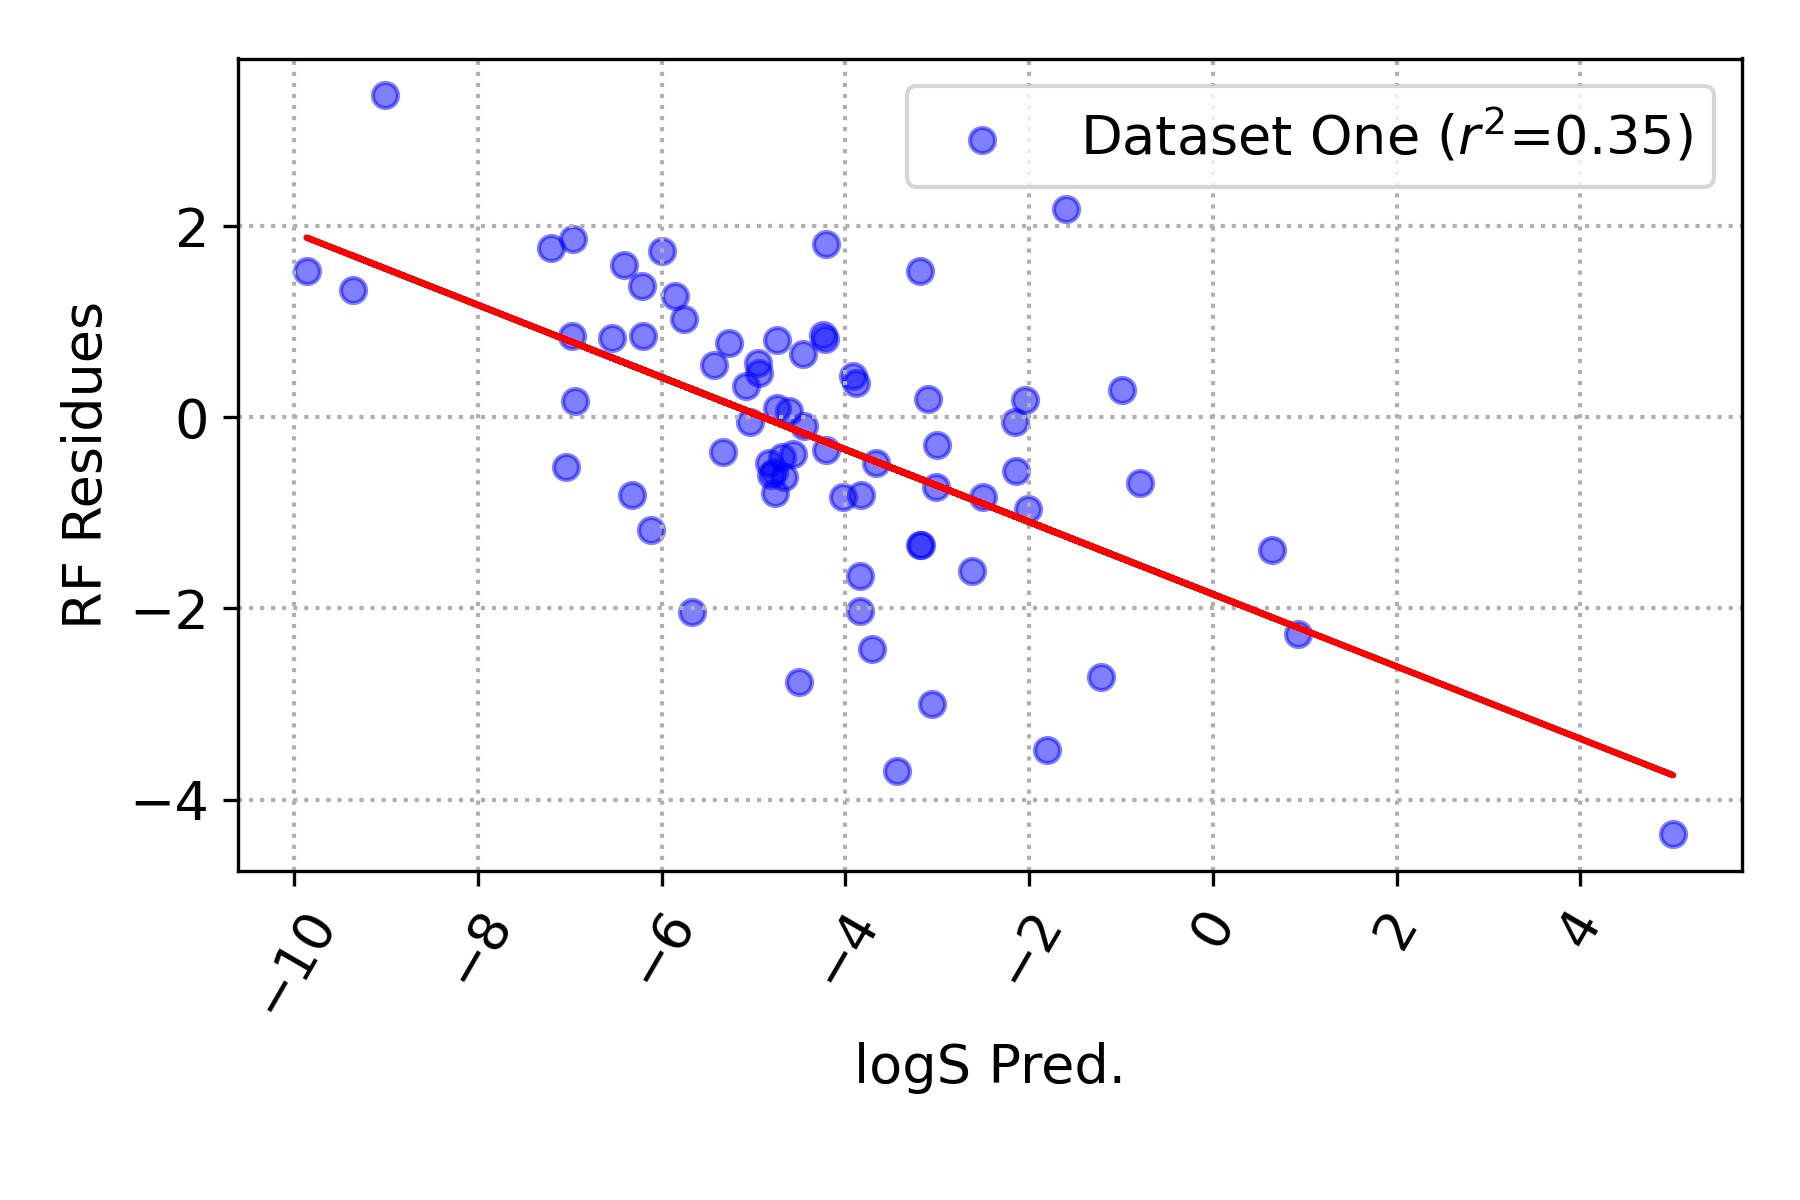 Dataset One (r²=0.35)
2
0
−2
−4
RF Residues
−10 −8 −6 −4 −2 0 2 4
logS Pred.